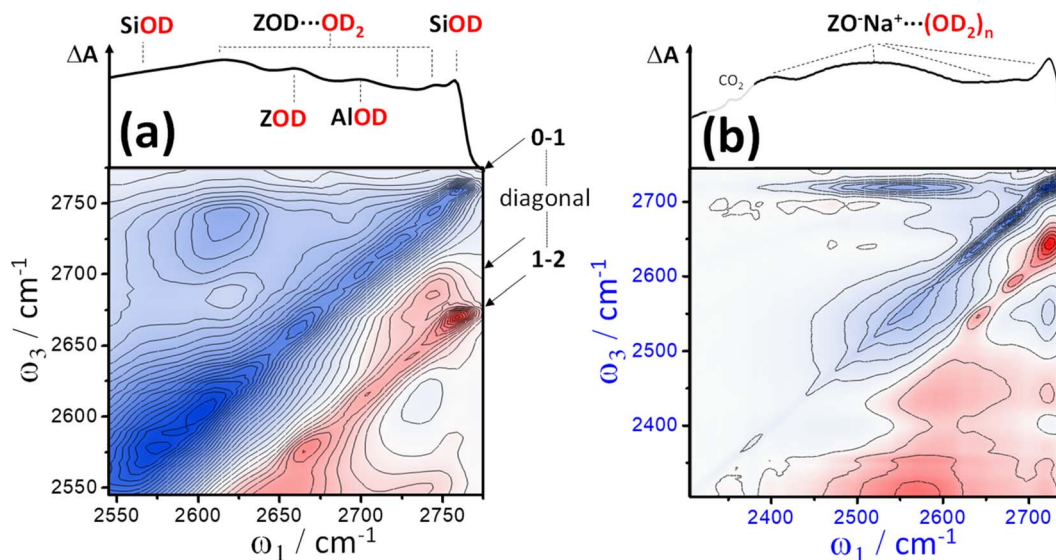 SiOD
ZOD···OD₂
SiOD
ΔA
ZOD
AlOD
(a)
0-1
diagonal
1-2
2750
2700
2650
2600
2550
ω₃ / cm⁻¹
2550 2600 2650 2700 2750
ω₁ / cm⁻¹
ZO⁻Na⁺···(OD₂)ₙ
ΔA
CO₂
(b)
2700
2600
2500
2400
ω₃ / cm⁻¹
2400 2500 2600 2700
ω₁ / cm⁻¹